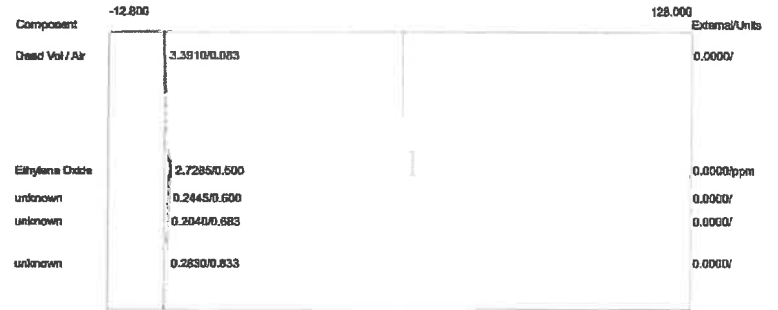 -12.800 128.000
Component External/Units
Dead Vol / Air 3.3910/0.083 0.0000/
Ethylene Oxide 2.7285/0.500 0.0000/ppm
unknown 0.2445/0.600 0.0000/
unknown 0.2040/0.683 0.0000/
unknown 0.2830/0.833 0.0000/